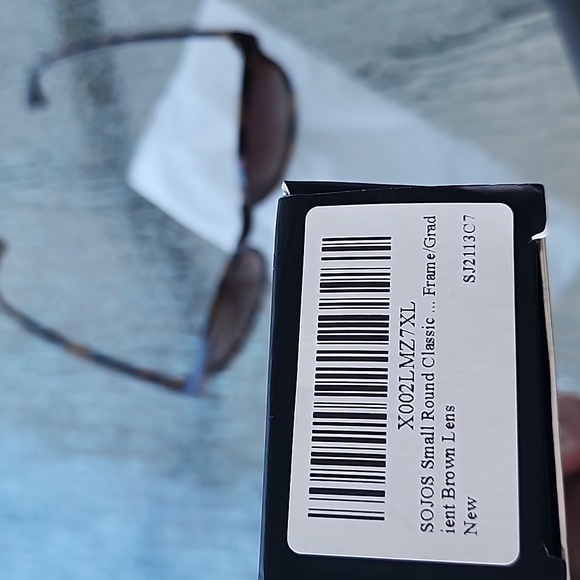 X002LMZ7XL
SOJOS Small Round Classic ... Frame/Grad
ient Brown Lens
New
SJ2113C7